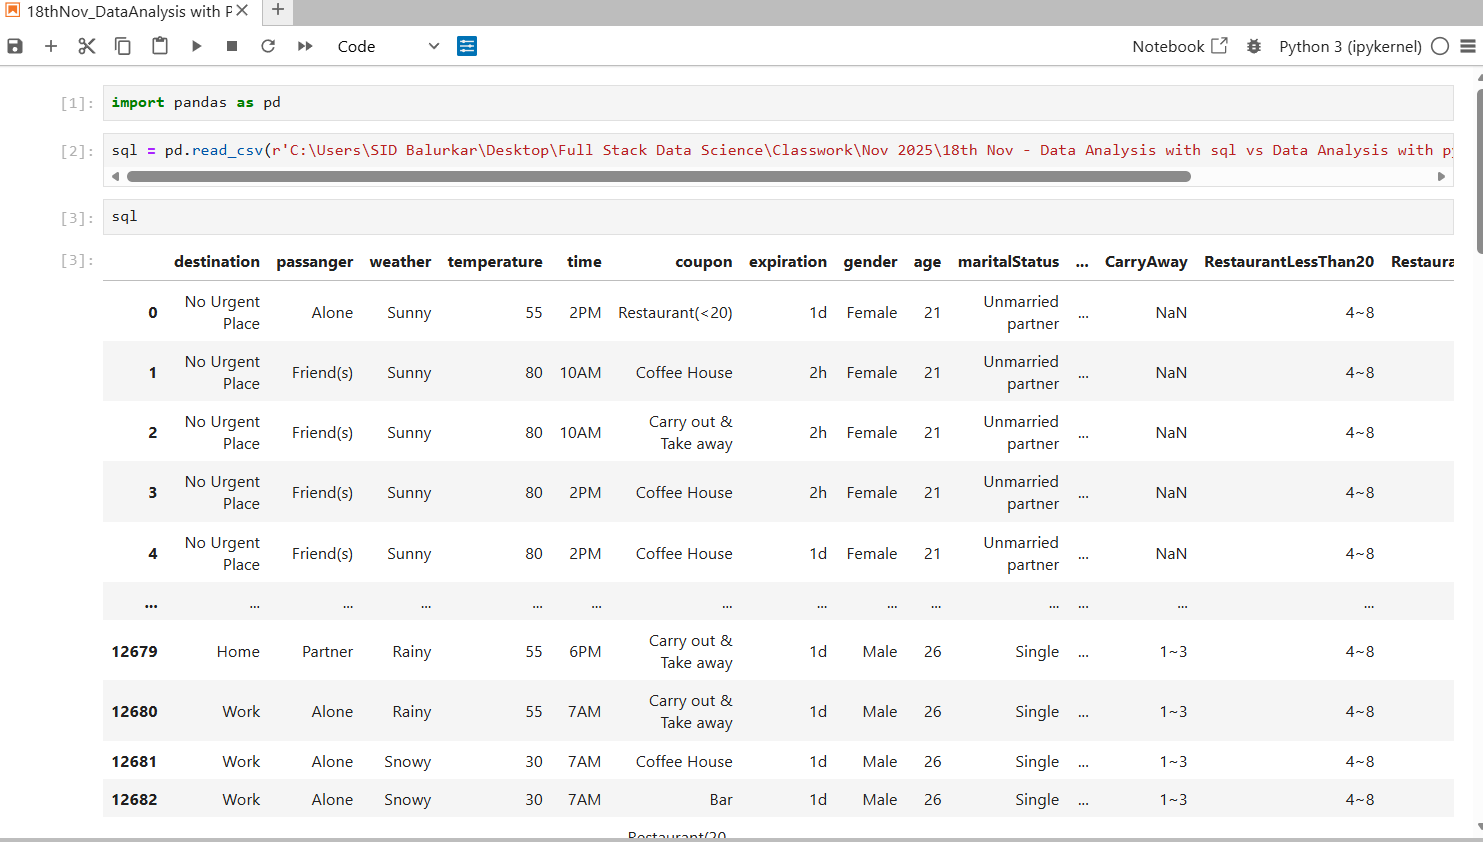 18thNov_DataAnalysis with P
Code
Notebook
Python 3 (ipykernel)
[1]:
import pandas as pd
[2]:
sql = pd.read_csv(r'C:\Users\SID Balurkar\Desktop\Full Stack Data Science\Classwork\Nov 2025\18th Nov - Data Analysis with sql vs Data Analysis with py
[3]:
sql
[3]:
destination passanger weather temperature time coupon expiration gender age maritalStatus ... CarryAway RestaurantLessThan20 Restaura
0 No Urgent Place Alone Sunny 55 2PM Restaurant(<20) 1d Female 21 Unmarried partner ... NaN 4~8
1 No Urgent Place Friend(s) Sunny 80 10AM Coffee House 2h Female 21 Unmarried partner ... NaN 4~8
2 No Urgent Place Friend(s) Sunny 80 10AM Carry out & Take away 2h Female 21 Unmarried partner ... NaN 4~8
3 No Urgent Place Friend(s) Sunny 80 2PM Coffee House 2h Female 21 Unmarried partner ... NaN 4~8
4 No Urgent Place Friend(s) Sunny 80 2PM Coffee House 1d Female 21 Unmarried partner ... NaN 4~8
... ... ... ... ... ... ... ... ... ... ... ... ... ...
12679 Home Partner Rainy 55 6PM Carry out & Take away 1d Male 26 Single ... 1~3 4~8
12680 Work Alone Rainy 55 7AM Carry out & Take away 1d Male 26 Single ... 1~3 4~8
12681 Work Alone Snowy 30 7AM Coffee House 1d Male 26 Single ... 1~3 4~8
12682 Work Alone Snowy 30 7AM Bar 1d Male 26 Single ... 1~3 4~8
Restaurant(20